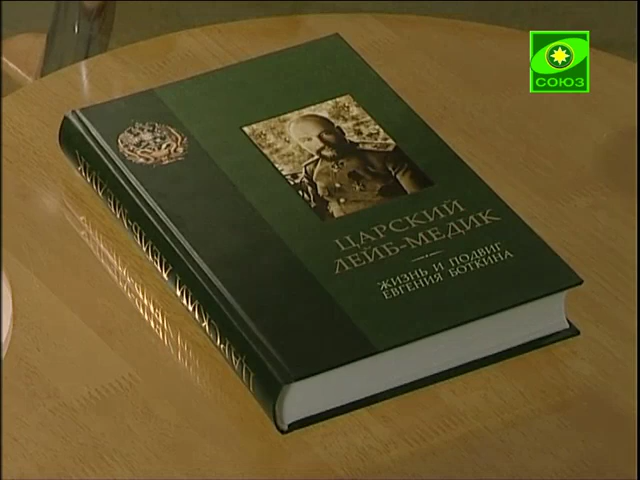 СОЮЗ
ЦАРСКИЙ
ЛЕЙБ-МЕДИК
ЖИЗНЬ И ПОДВИГ
ЕВГЕНИЯ БОТКИНА
ЦАРСКИЙ ЛЕЙБ-МЕДИК